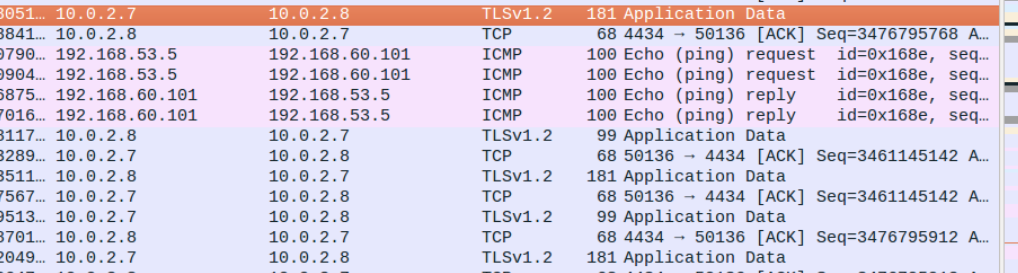 3051… 10.0.2.7 10.0.2.8 TLSv1.2 181 Application Data
3841… 10.0.2.8 10.0.2.7 TCP 68 4434 → 50136 [ACK] Seq=3476795768 A…
0790… 192.168.53.5 192.168.60.101 ICMP 100 Echo (ping) request id=0x168e, seq…
0904… 192.168.53.5 192.168.60.101 ICMP 100 Echo (ping) request id=0x168e, seq…
6875… 192.168.60.101 192.168.53.5 ICMP 100 Echo (ping) reply id=0x168e, seq…
7016… 192.168.60.101 192.168.53.5 ICMP 100 Echo (ping) reply id=0x168e, seq…
3117… 10.0.2.8 10.0.2.7 TLSv1.2 99 Application Data
3289… 10.0.2.7 10.0.2.8 TCP 68 50136 → 4434 [ACK] Seq=3461145142 A…
3511… 10.0.2.8 10.0.2.7 TLSv1.2 181 Application Data
7567… 10.0.2.7 10.0.2.8 TCP 68 50136 → 4434 [ACK] Seq=3461145142 A…
9513… 10.0.2.7 10.0.2.8 TLSv1.2 99 Application Data
3701… 10.0.2.8 10.0.2.7 TCP 68 4434 → 50136 [ACK] Seq=3476795912 A…
2049… 10.0.2.7 10.0.2.8 TLSv1.2 181 Application Data